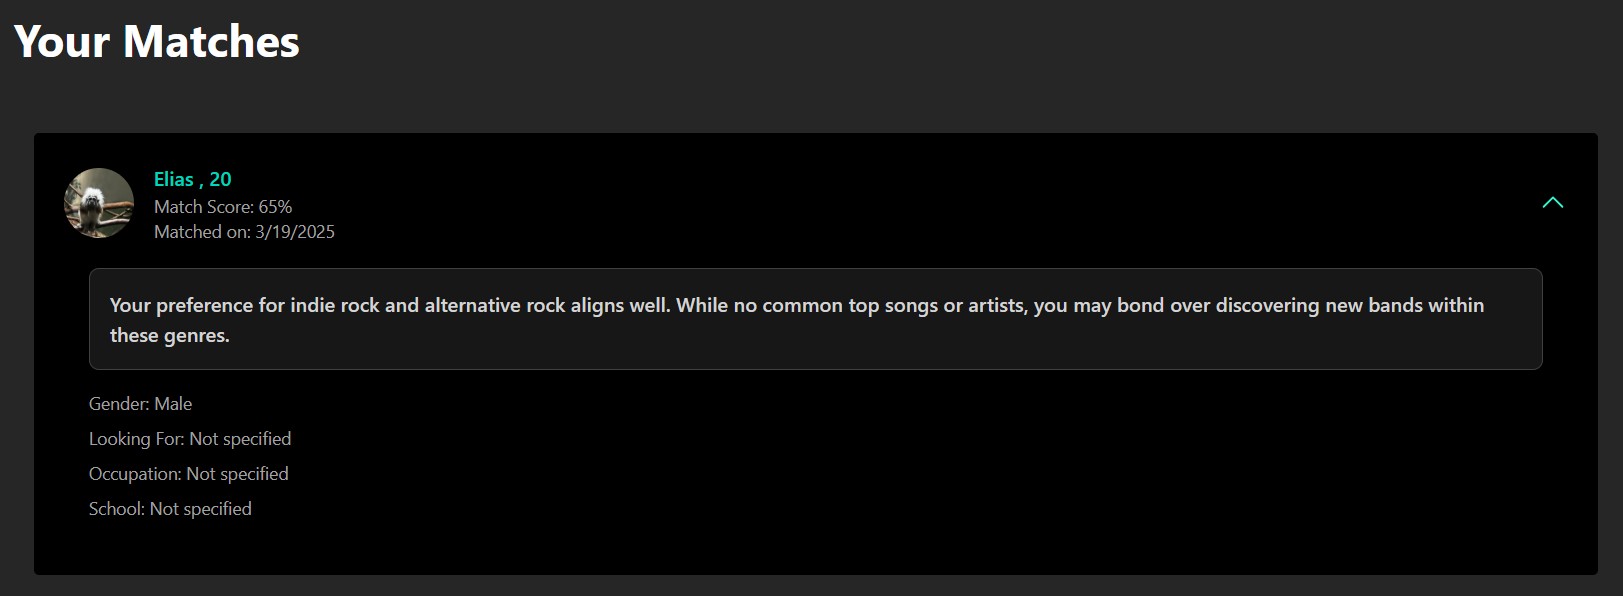 Your Matches
Elias , 20
Match Score: 65%
Matched on: 3/19/2025
Your preference for indie rock and alternative rock aligns well. While no common top songs or artists, you may bond over discovering new bands within
these genres.
Gender: Male
Looking For: Not specified
Occupation: Not specified
School: Not specified